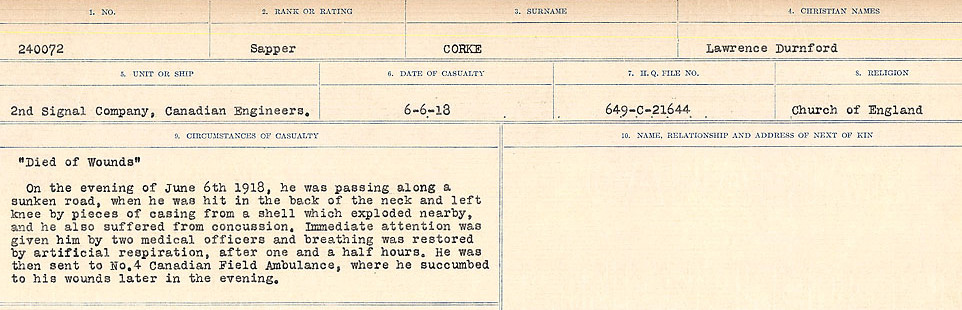 1. NO. 2. RANK OR RATING 3. SURNAME 4. CHRISTIAN NAMES
240072 Sapper CORKE Lawrence Durnford
5. UNIT OR SHIP 6. DATE OF CASUALTY 7. H.Q. FILE NO. 8. RELIGION
2nd Signal Company, Canadian Engineers. 6-6-18 649-C-21644 Church of England
9. CIRCUMSTANCES OF CASUALTY 10. NAME, RELATIONSHIP AND ADDRESS OF NEXT OF KIN
"Died of Wounds"
On the evening of June 6th 1918, he was passing along a
sunken road, when he was hit in the back of the neck and left
knee by pieces of casing from a shell which exploded nearby,
and he also suffered from concussion. Immediate attention was
given him by two medical officers and breathing was restored
by artificial respiration, after one and a half hours. He was
then sent to No.4 Canadian Field Ambulance, where he succumbed
to his wounds later in the evening.